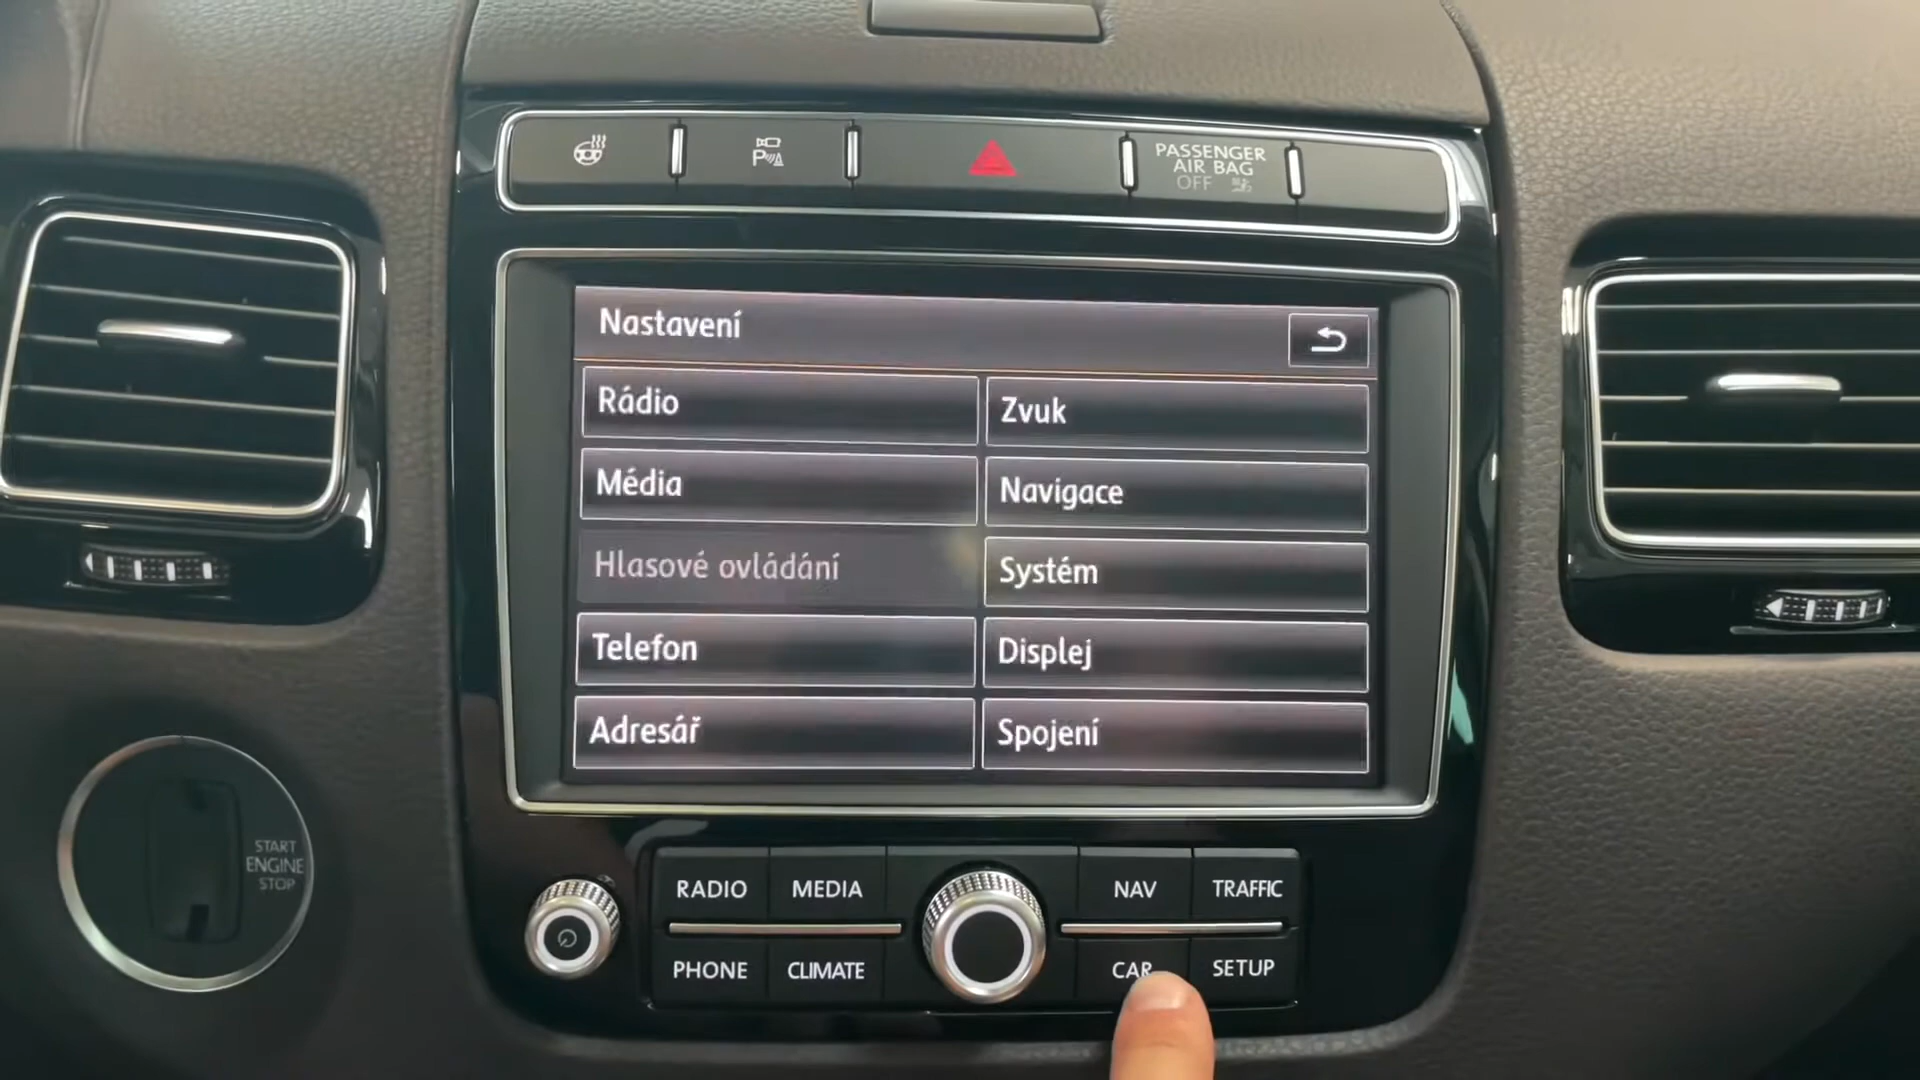 P
PASSENGER
AIR BAG
OFF
Nastavení
Rádio
Zvuk
Média
Navigace
Hlasové ovládání
Systém
Telefon
Displej
Adresář
Spojení
START
ENGINE
STOP
RADIO
MEDIA
NAV
TRAFFIC
PHONE
CLIMATE
CAR
SETUP